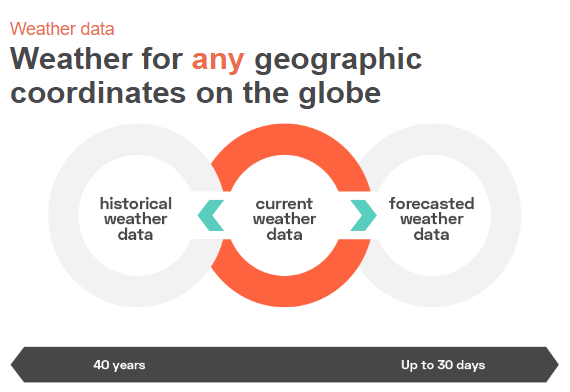 Weather data
Weather for any geographic
coordinates on the globe
historical
weather
data
current
weather
data
forecasted
weather
data
40 years
Up to 30 days